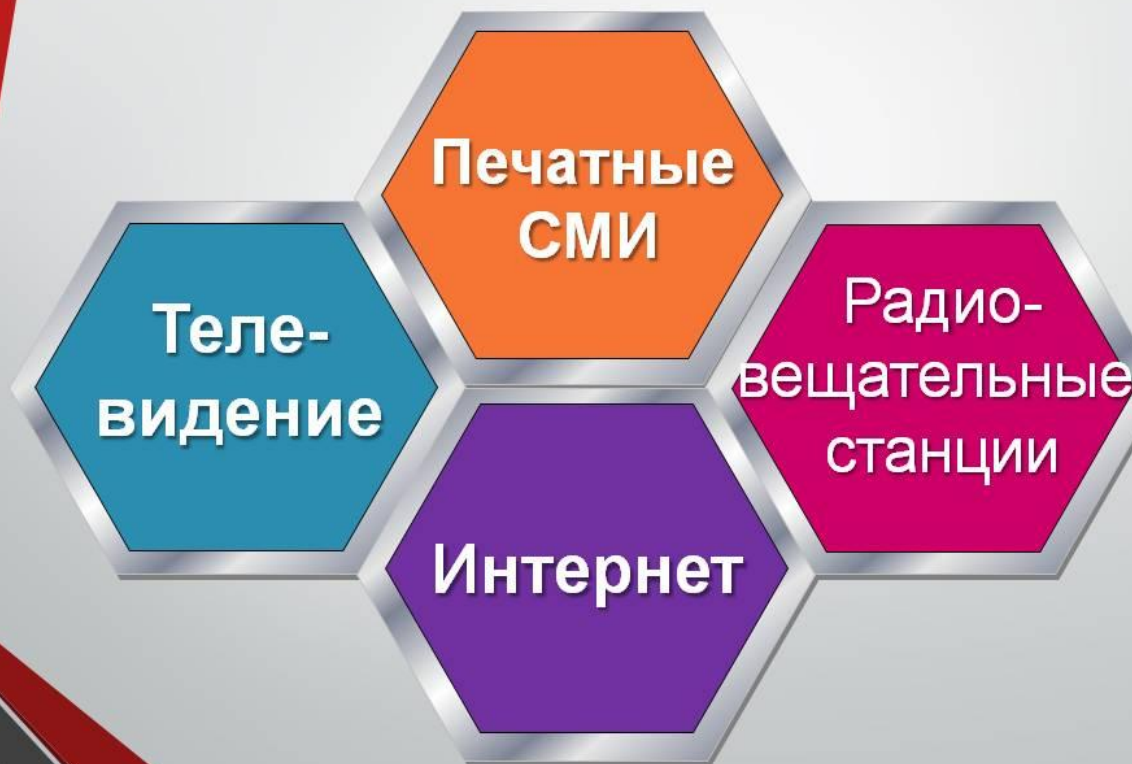 Печатные
СМИ
Теле-
видение
Радио-
вещательные
станции
Интернет